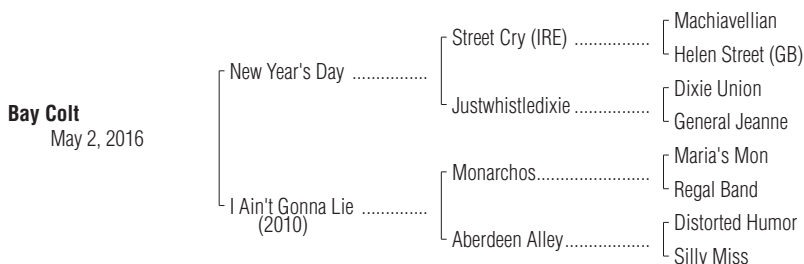 Machiavellian
Street Cry (IRE) ................
Helen Street (GB)
New Year's Day ................
Dixie Union
Justwhistledixie ................
General Jeanne
Bay Colt
May 2, 2016
Maria's Mon
Monarchos........................
Regal Band
I Ain't Gonna Lie ..............
(2010)
Distorted Humor
Aberdeen Alley..................
Silly Miss